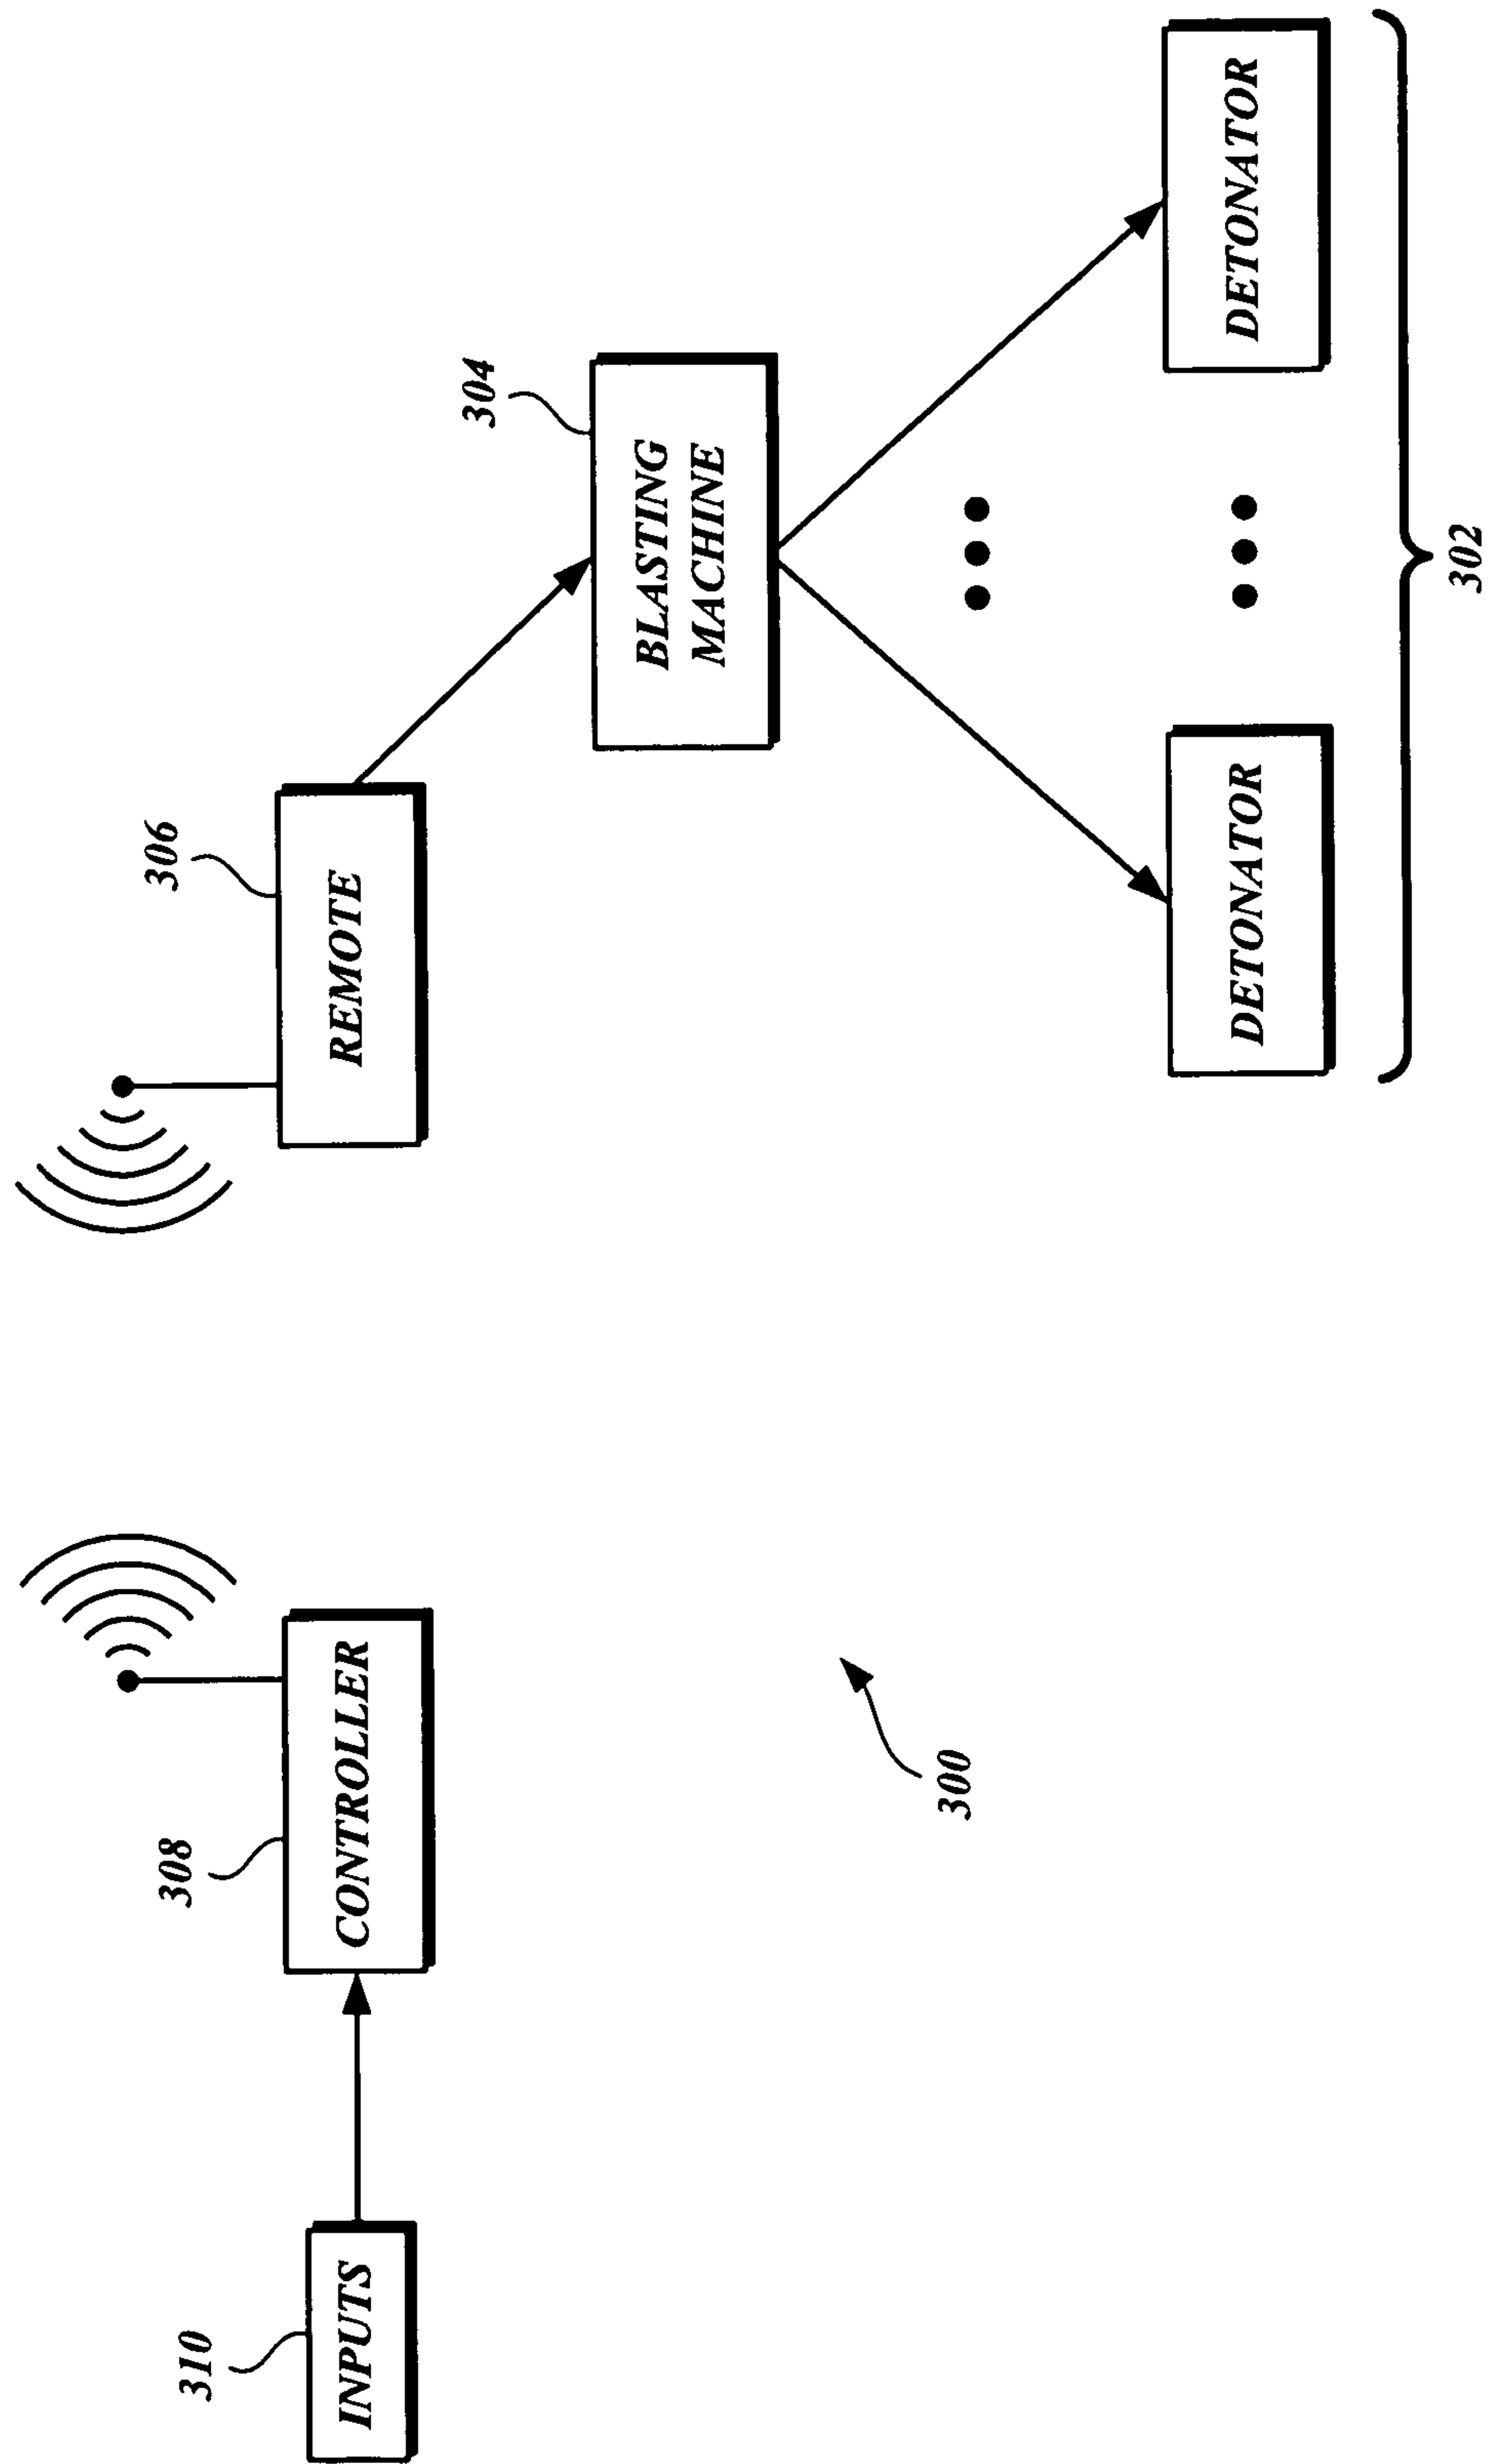 310
INPUTS
308
CONTROLLER
306
REMOTE
304
BLASTING
MACHINE
300
DETONATOR
DETONATOR
302